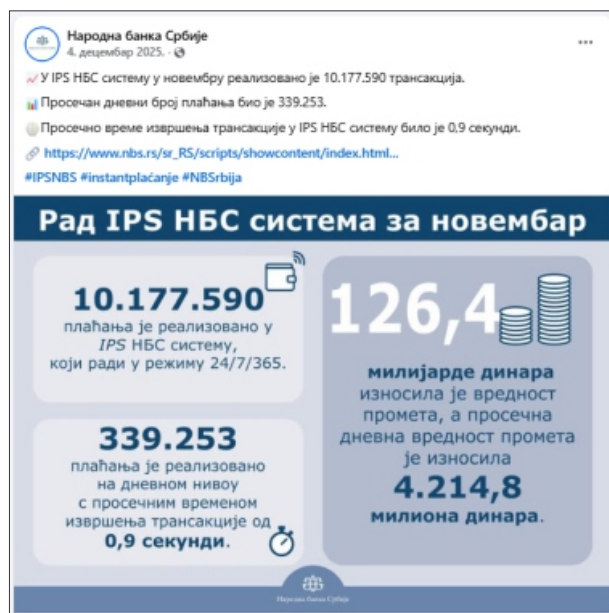 Народна банка Србије
4. децембар 2025. ·
У IPS НБС систему у новембру реализовано је 10.177.590 трансакција.
Просечан дневни број плаћања био је 339.253.
Просечно време извршења трансакције у IPS НБС систему било је 0,9 секунди.
https://www.nbs.rs/sr_RS/scripts/showcontent/index.html...
#IPSNBS #instantplaćanje #NBSrbija
Рад IPS НБС система за новембар
10.177.590
плаћања је реализовано у
IPS НБС систему,
који ради у режиму 24/7/365.
339.253
плаћања је реализовано
на дневном нивоу
с просечним временом
извршења трансакције од
0,9 секунди.
126,4
милијарде динара
износила је вредност
промета, а просечна
дневна вредност промета
је износила
4.214,8
милиона динара.
Народна банка Србије